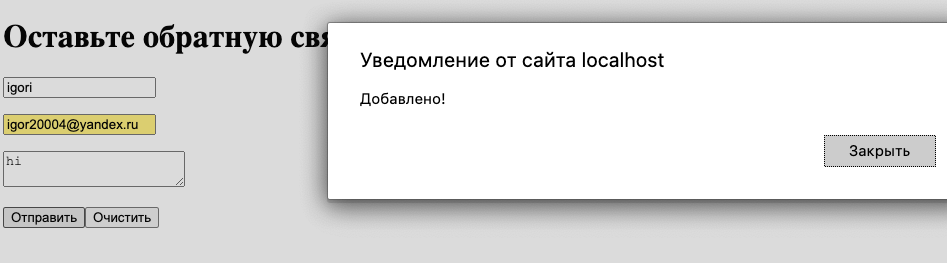 Оставьте обратную свя
Уведомление от сайта localhost
Добавлено!
Закрыть
igori
igor20004@yandex.ru
hi
Отправить Очистить